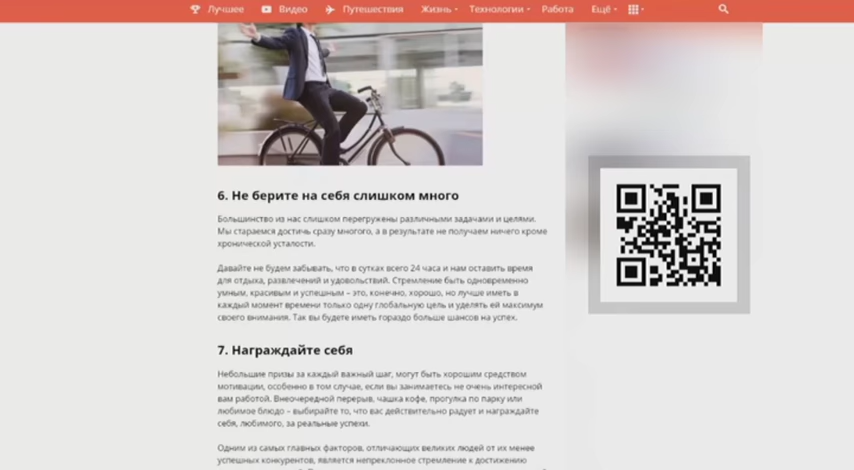 Лучшее Видео Путешествия Жизнь Технологии Работа Ещё
6. Не берите на себя слишком много
Большинство из нас слишком перегружены различными задачами и целями.
Мы стараемся достичь сразу многого, а в результате не получаем ничего кроме
хронической усталости.
Давайте не будем забывать, что в сутках всего 24 часа и нам оставить время
для отдыха, развлечений и удовольствий. Стремление быть одновременно
умным, красивым и успешным – это, конечно, хорошо, но лучше иметь в
каждый момент времени только одну глобальную цель и уделять ей максимум
своего внимания. Так вы будете иметь гораздо больше шансов на успех.
7. Награждайте себя
Небольшие призы за каждый важный шаг, могут быть хорошим средством
мотивации, особенно в том случае, если вы занимаетесь не очень интересной
вам работой. Внеочередной перерыв, чашка кофе, прогулка по парку или
любимое блюдо – выбирайте то, что вас действительно радует и награждайте
себя, любимого, за реальные успехи.
Одним из самых главных факторов, отличающих великих людей от их менее
успешных конкурентов, является непреклонное стремление к достижению